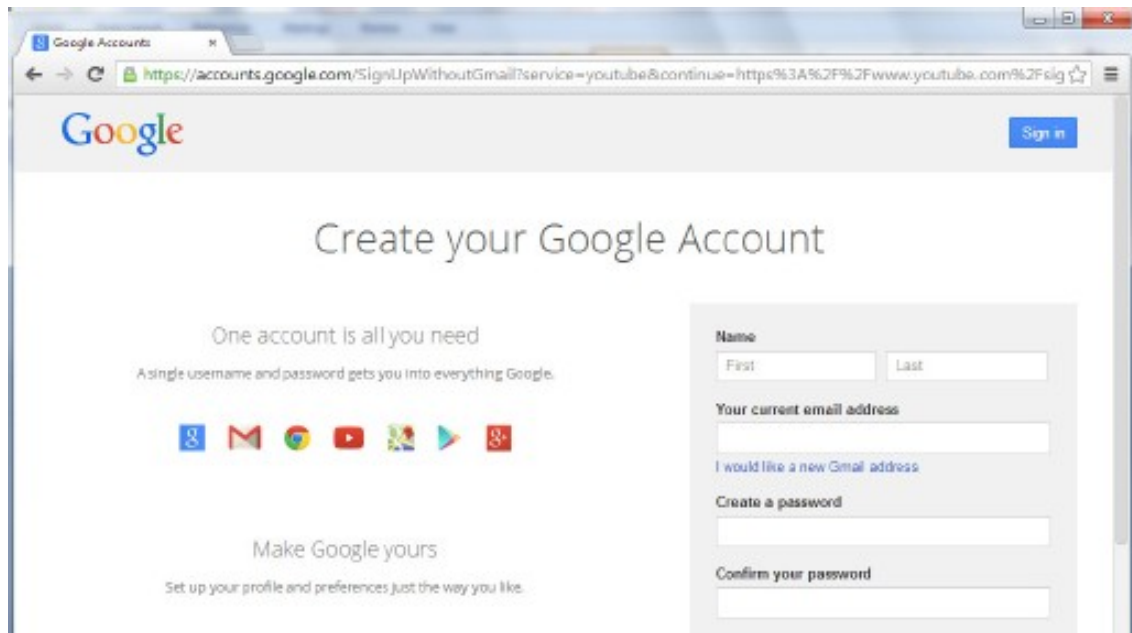 Google Accounts
https://accounts.google.com/SignUpWithoutGmail?service=youtube&continue=https%3A%2F%2Fwww.youtube.com%2Fsig
Google
Sign in
Create your Google Account
One account is all you need
A single username and password gets you into everything Google.
Make Google yours
Set up your profile and preferences just the way you like.
Name
First Last
Your current email address
I would like a new Gmail address
Create a password
Confirm your password